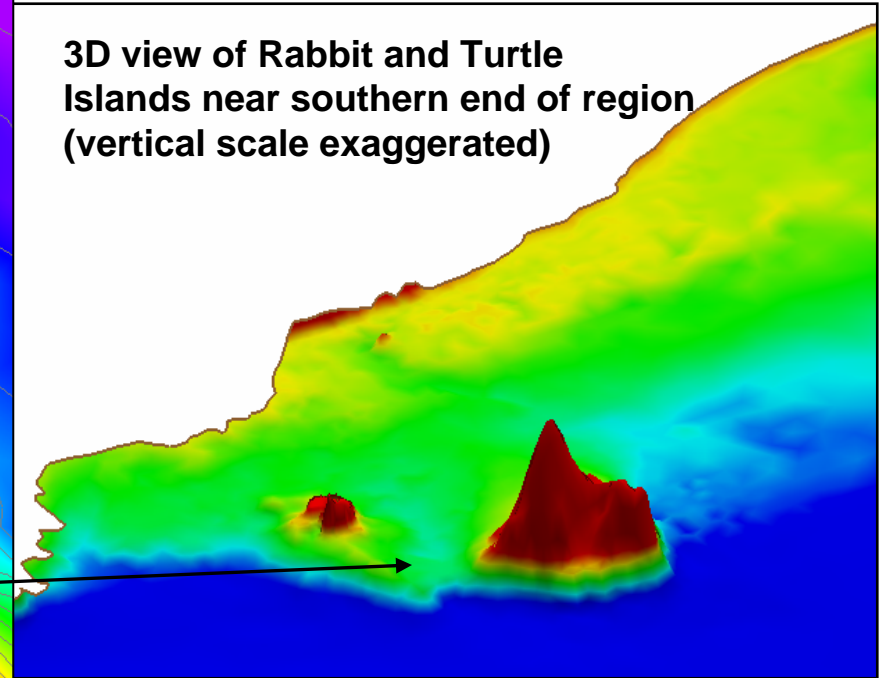 3D view of Rabbit and Turtle
Islands near southern end of region
(vertical scale exaggerated)